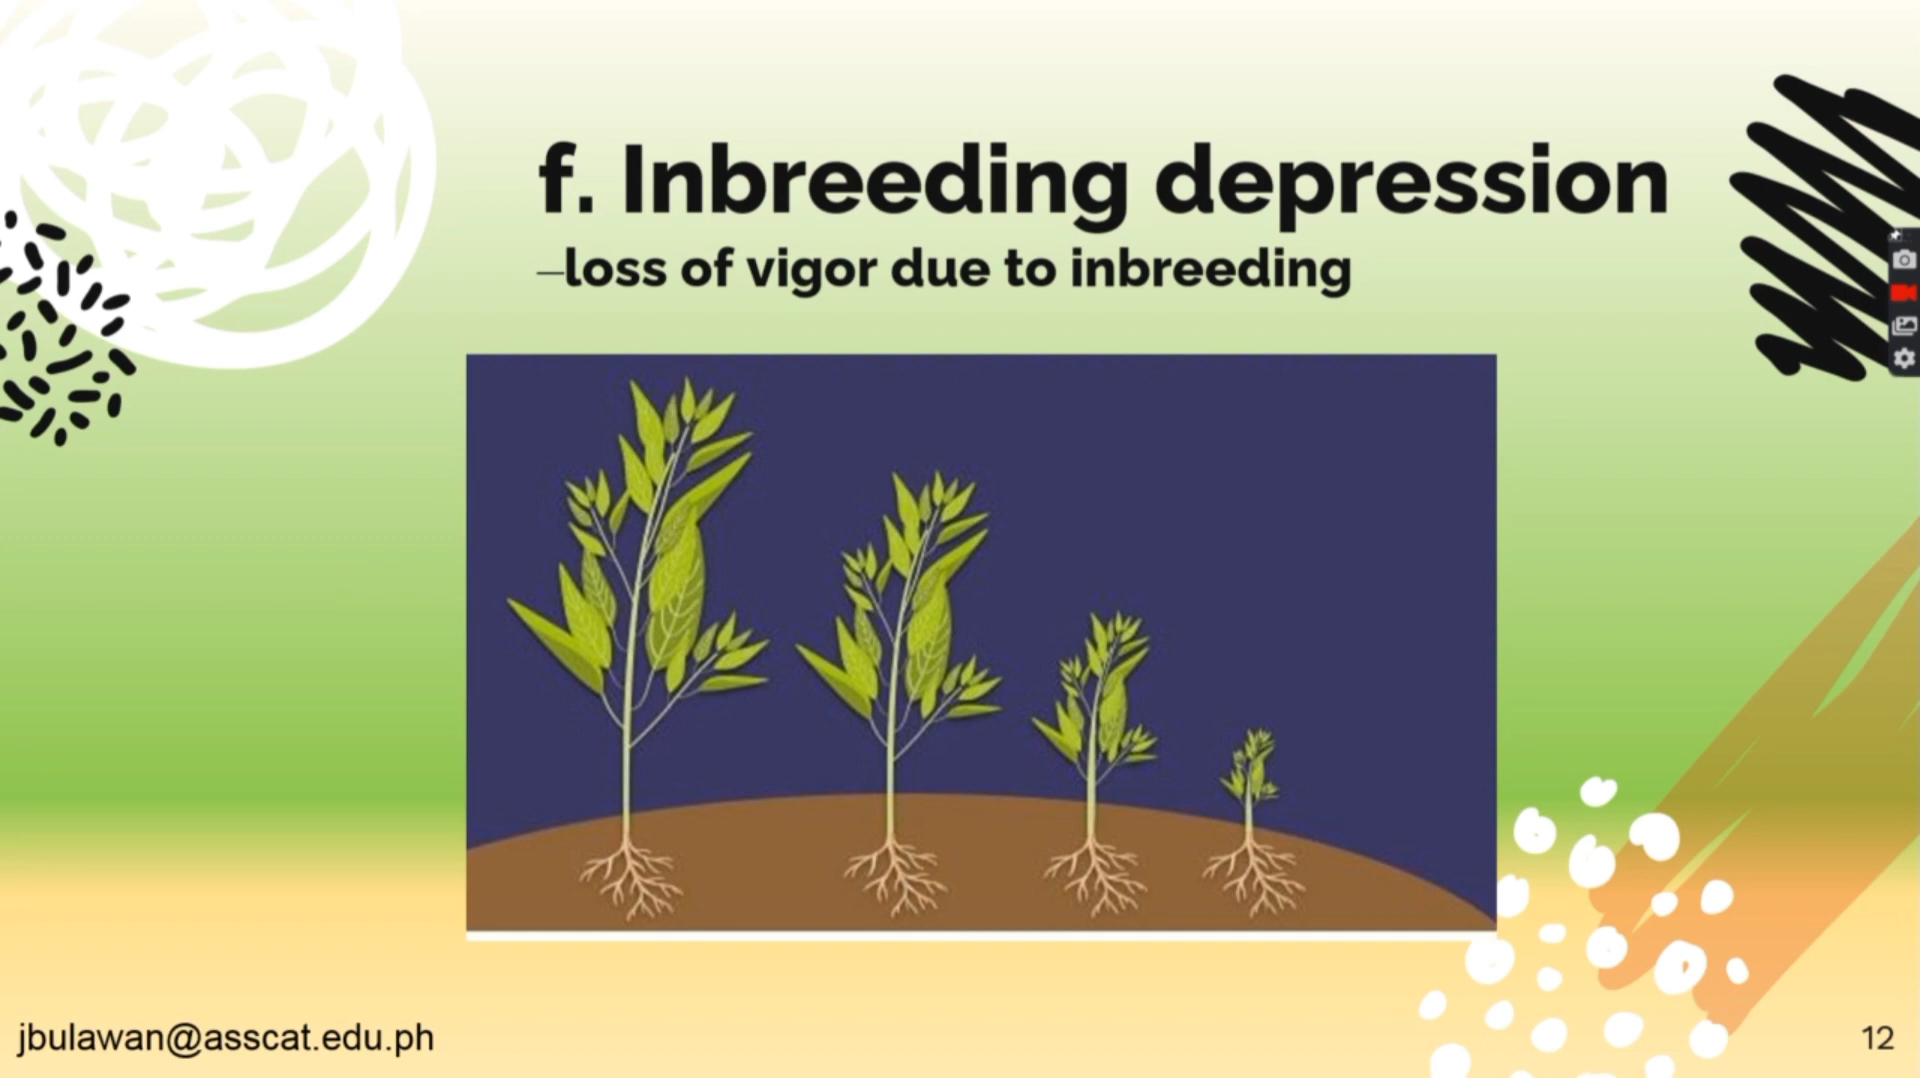 f. Inbreeding depression
–loss of vigor due to inbreeding
jbulawan@asscat.edu.ph
12